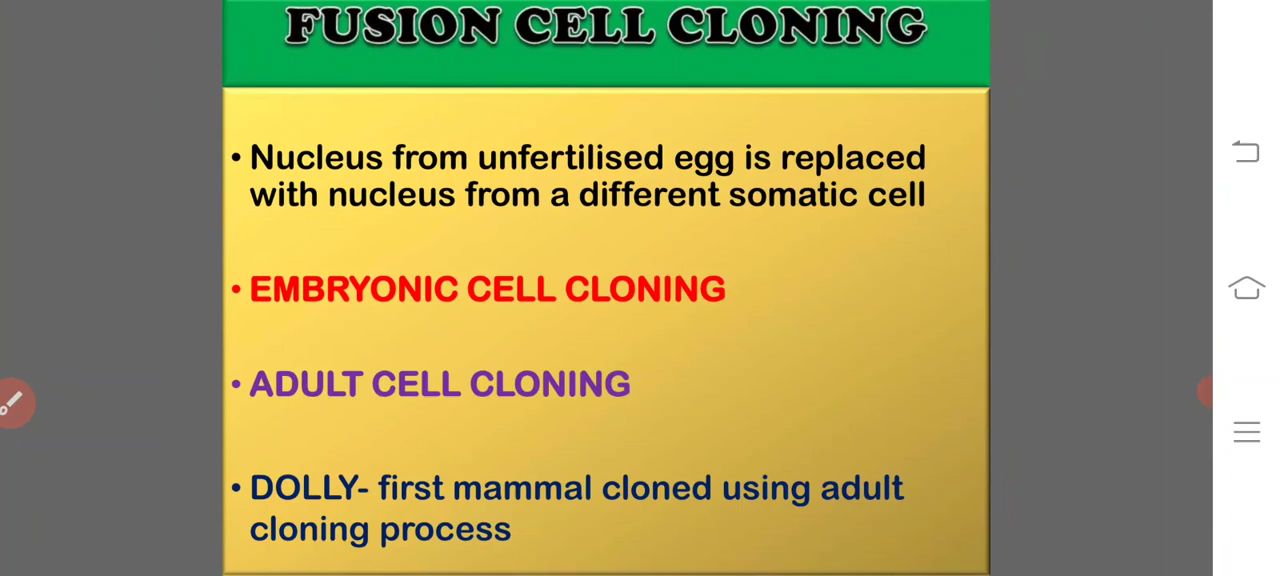 FUSION CELL CLONING
• Nucleus from unfertilised egg is replaced
with nucleus from a different somatic cell
• EMBRYONIC CELL CLONING
• ADULT CELL CLONING
• DOLLY- first mammal cloned using adult
cloning process